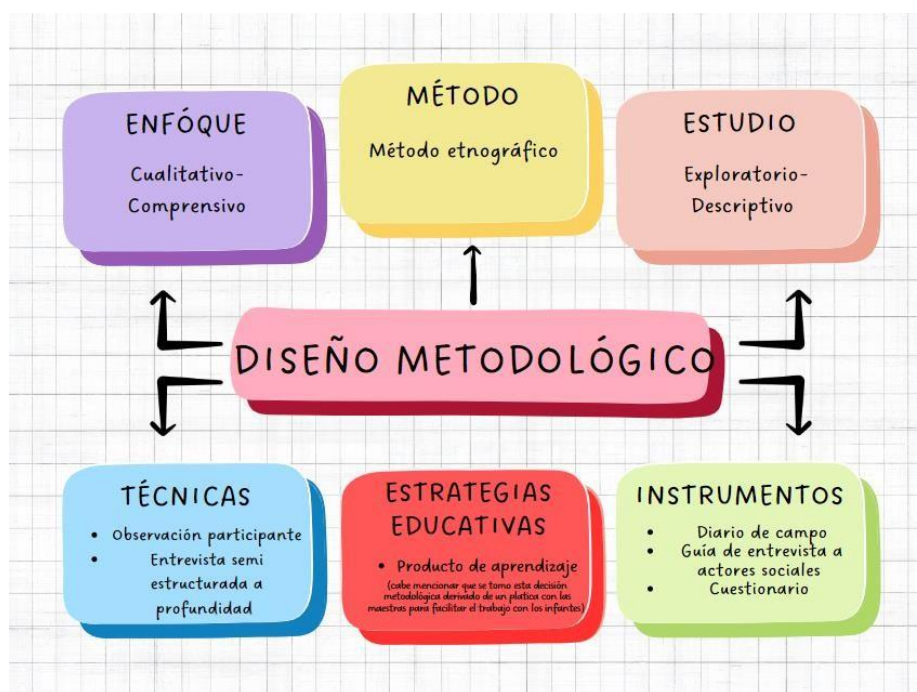 ENFÓQUE
Cualitativo-
Comprensivo
MÉTODO
Método etnográfico
ESTUDIO
Exploratorio-
Descriptivo
DISEÑO METODOLÓGICO
TÉCNICAS
• Observación participante
• Entrevista semi
estructurada a
profundidad
ESTRATEGIAS
EDUCATIVAS
• Producto de aprendizaje
(cabe mencionar que se tomo esta decisión
metodológica derivado de un platica con las
maestras para facilitar el trabajo con los infantes)
INSTRUMENTOS
• Diario de campo
• Guía de entrevista a
actores sociales
• Cuestionario